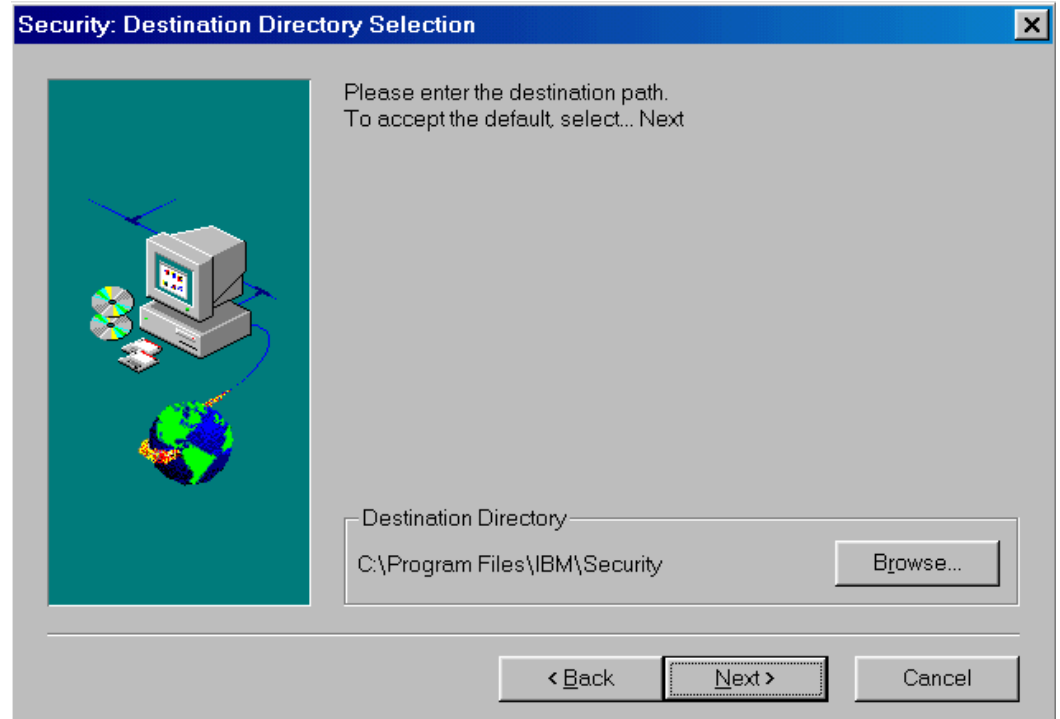 Security: Destination Directory Selection
Please enter the destination path.
To accept the default, select... Next
Destination Directory
C:\Program Files\IBM\Security
Browse...
< Back
Next >
Cancel